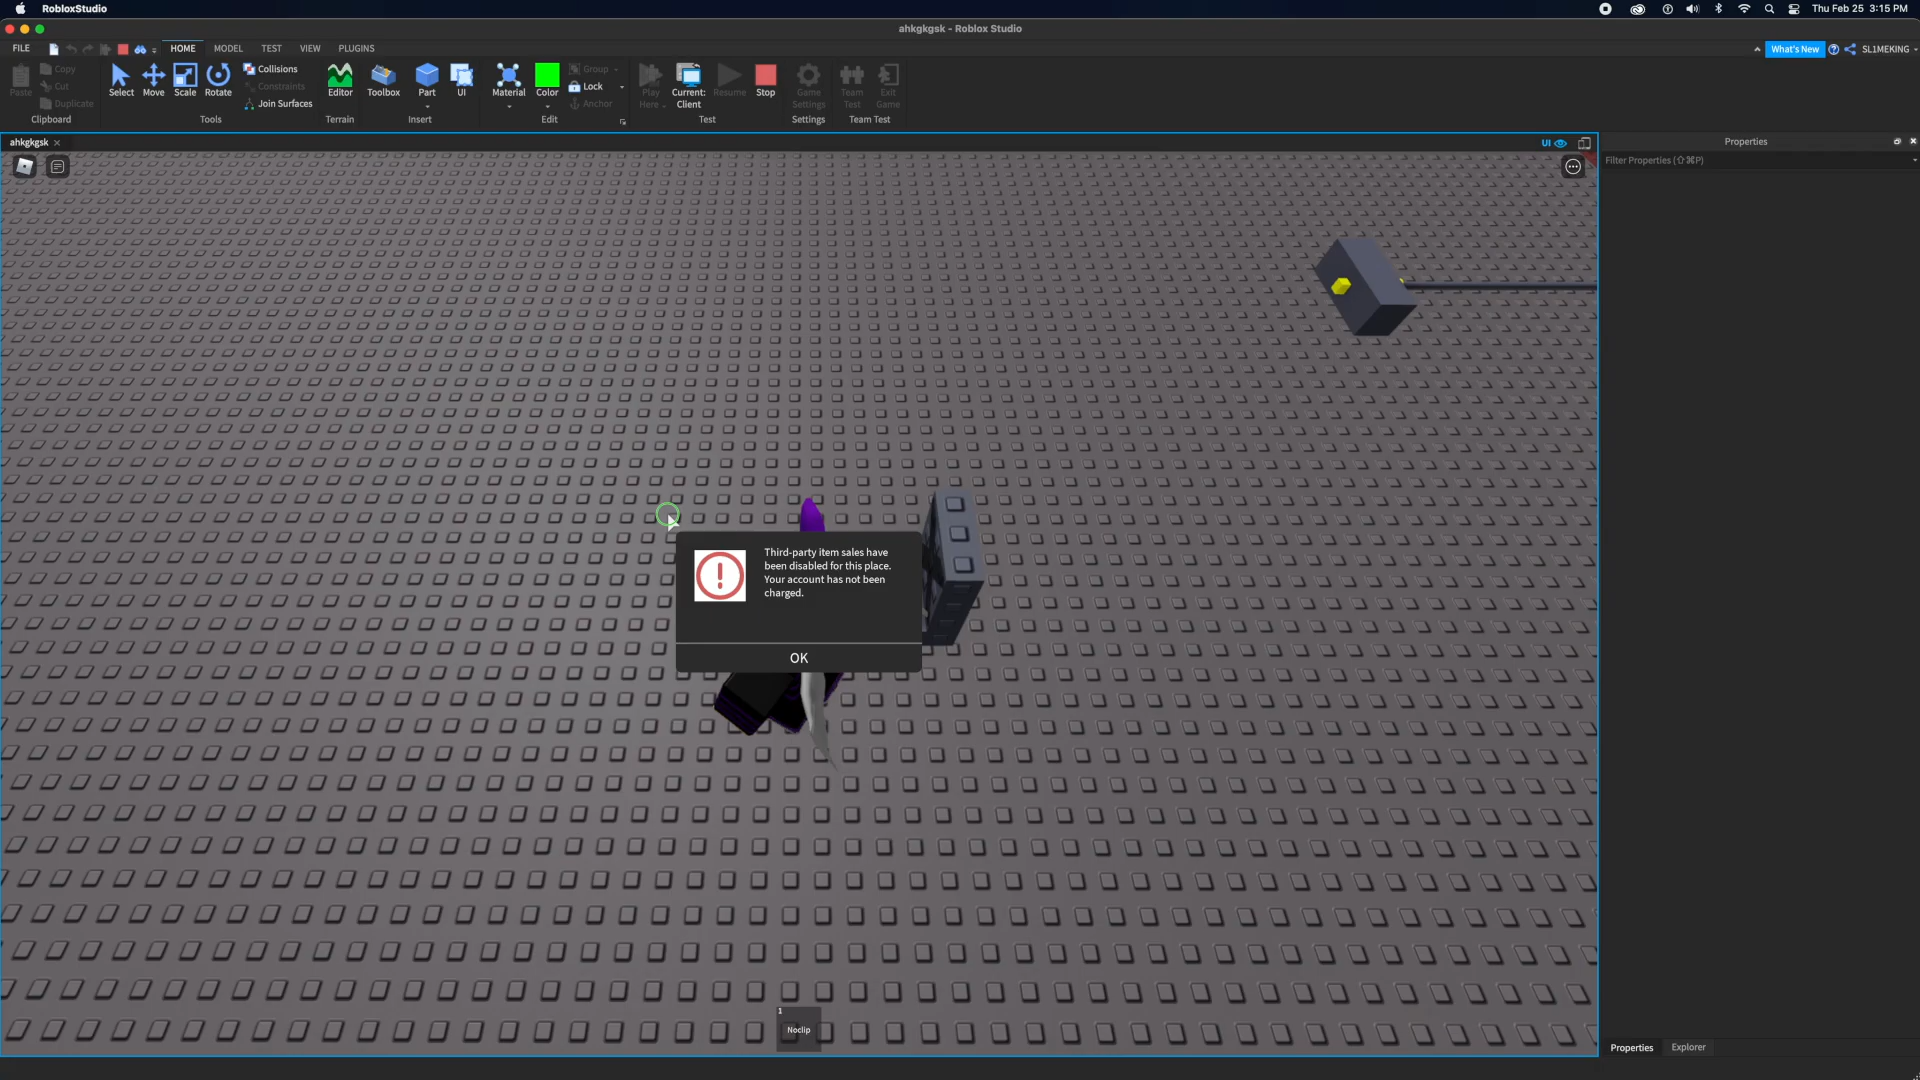 RobloxStudio
Thu Feb 25 3:15 PM
ahkgkgsk - Roblox Studio
FILE
HOME
MODEL
TEST
VIEW
PLUGINS
What's New
SL1MEKING
Paste
Copy
Cut
Duplicate
Clipboard
Select
Move
Scale
Rotate
Collisions
Constraints
Join Surfaces
Tools
Editor
Terrain
Toolbox
Part
UI
Insert
Material
Color
Group
Lock
Anchor
Edit
Play
Here
Current:
Client
Resume
Stop
Test
Game
Settings
Settings
Team
Test
Exit
Game
Team Test
ahkgkgsk
UI
Properties
Filter Properties (⇧⌘P)
Third-party item sales have
been disabled for this place.
Your account has not been
charged.
OK
1
Noclip
Properties
Explorer